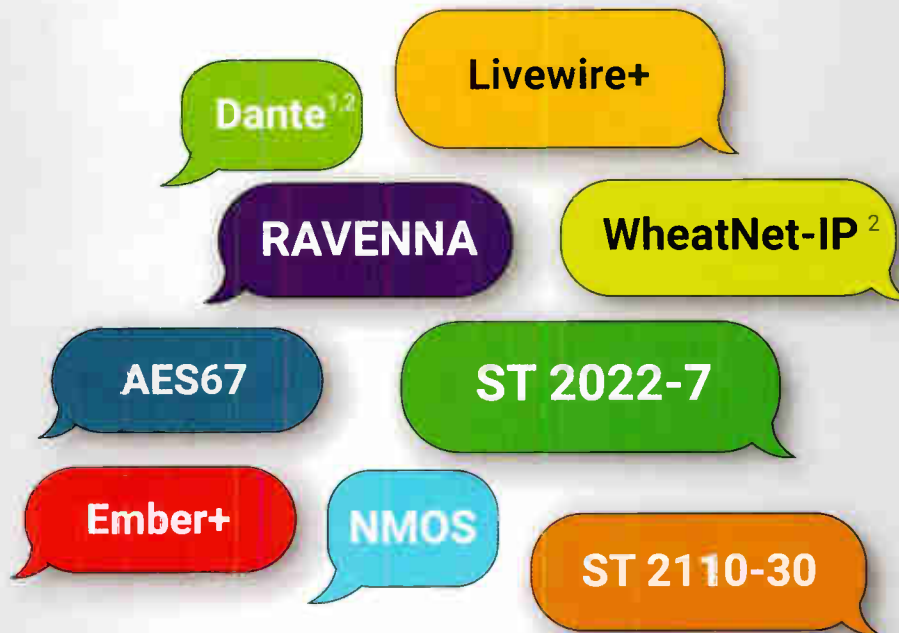 Livewire+
Dante1,2
RAVENNA
WheatNet-IP 2
AES67
ST 2022-7
Ember+
NMOS
ST 2110-30